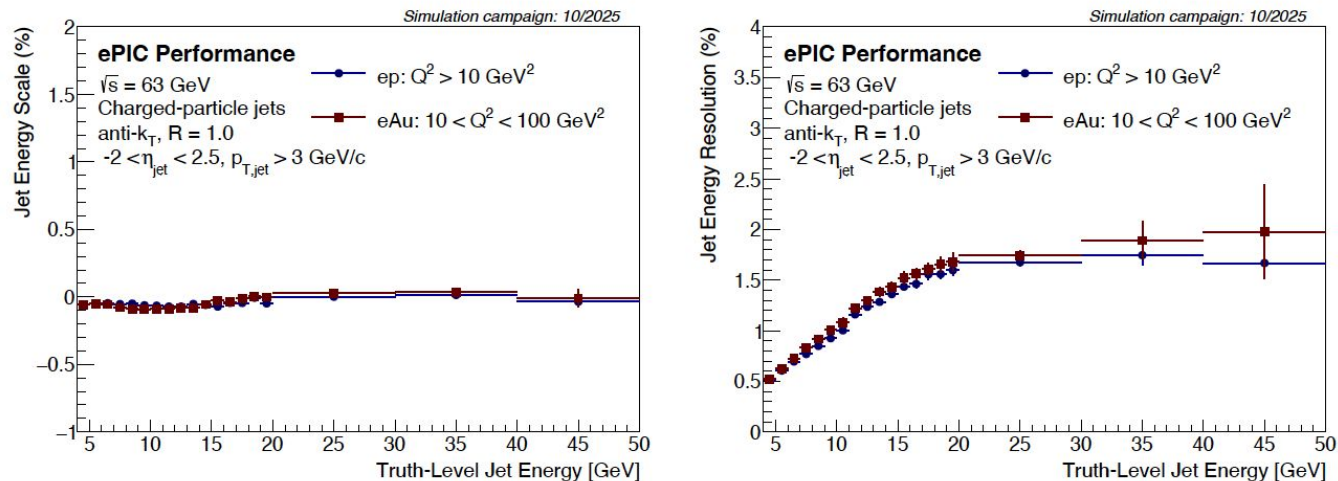 Simulation campaign: 10/2025
Jet Energy Scale (%)
2
1.5
1
0.5
0
−0.5
−1
ePIC Performance
√s = 63 GeV
Charged-particle jets
anti-k_T, R = 1.0
-2 < η_jet < 2.5, p_T,jet > 3 GeV/c
ep: Q² > 10 GeV²
eAu: 10 < Q² < 100 GeV²
5 10 15 20 25 30 35 40 45 50
Truth-Level Jet Energy [GeV]
Simulation campaign: 10/2025
Jet Energy Resolution (%)
4
3.5
3
2.5
2
1.5
1
0.5
0
ePIC Performance
√s = 63 GeV
Charged-particle jets
anti-k_T, R = 1.0
-2 < η_jet < 2.5, p_T,jet > 3 GeV/c
ep: Q² > 10 GeV²
eAu: 10 < Q² < 100 GeV²
5 10 15 20 25 30 35 40 45 50
Truth-Level Jet Energy [GeV]